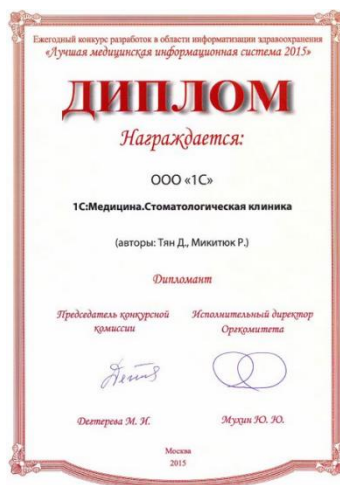 Ежегодный конкурс разработок в области информатизации здравоохранения
«Лучшая медицинская информационная система 2015»
ДИПЛОМ
Награждается:
ООО «1С»
1С:Медицина.Стоматологическая клиника
(авторы: Тян Д., Микитюк Р.)
Дипломант
Председатель конкурсной комиссии
Исполнительный директор Оргкомитета
Дегтерева М. И.
Мухин Ю. Ю.
Москва
2015